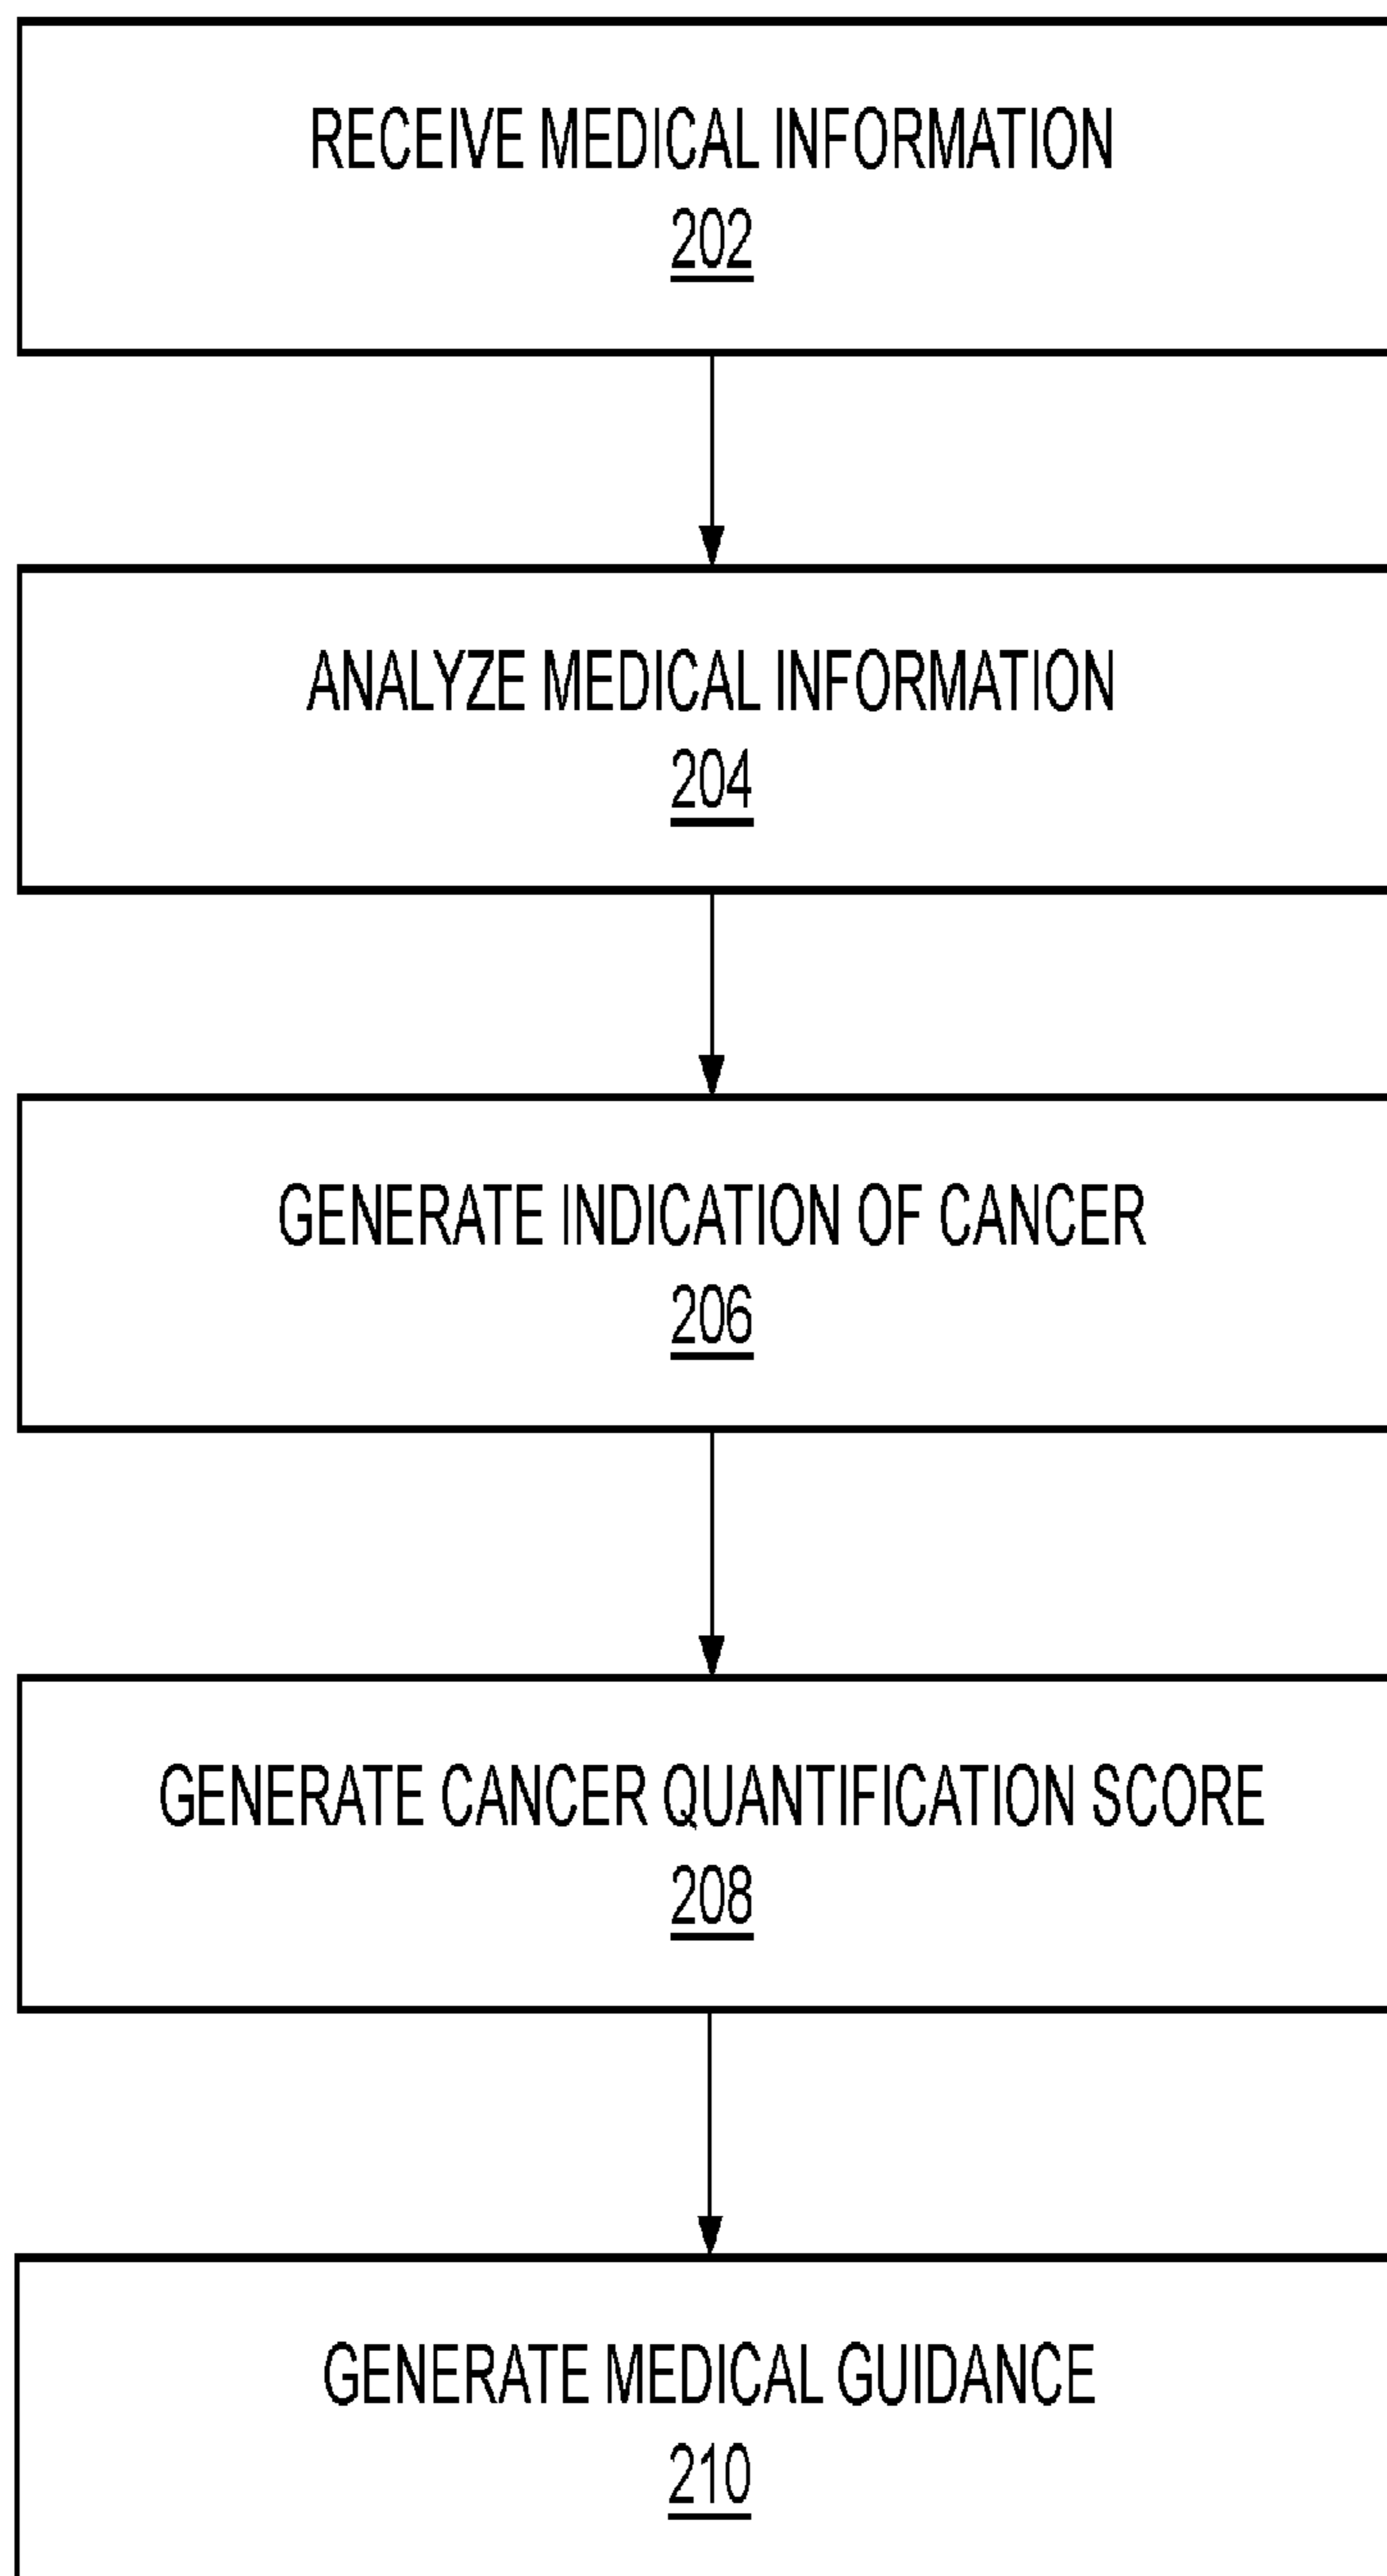 RECEIVE MEDICAL INFORMATION
202
ANALYZE MEDICAL INFORMATION
204
GENERATE INDICATION OF CANCER
206
GENERATE CANCER QUANTIFICATION SCORE
208
GENERATE MEDICAL GUIDANCE
210